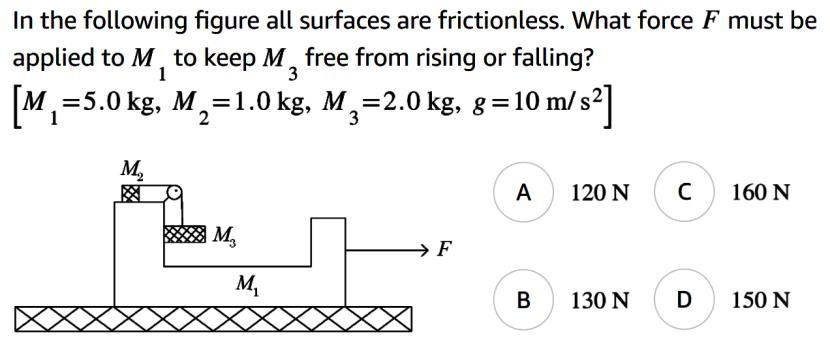 In the following figure all surfaces are frictionless. What force F must be
applied to M₁ to keep M₃ free from rising or falling?
[M₁=5.0 kg, M₂=1.0 kg, M₃=2.0 kg, g=10 m/s²]
M₂
M₃
F
M₁
A 120 N
C 160 N
B 130 N
D 150 N